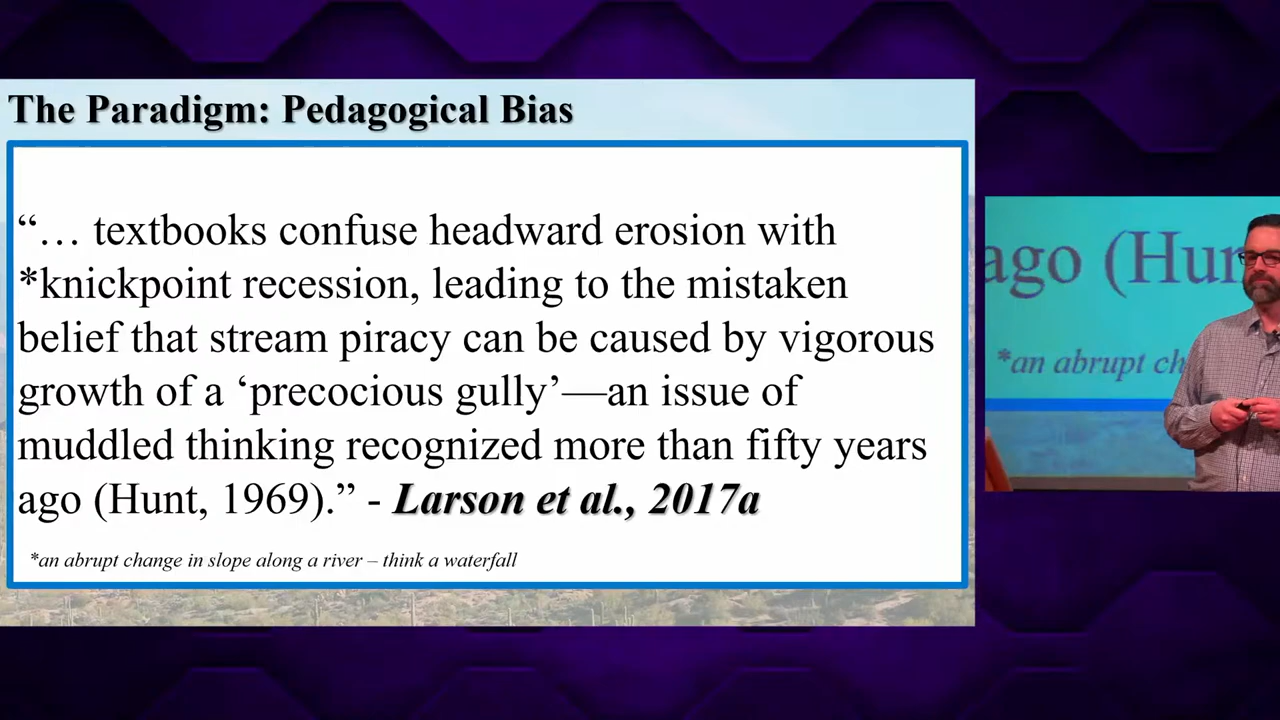 The Paradigm: Pedagogical Bias
“… textbooks confuse headward erosion with
*knickpoint recession, leading to the mistaken
belief that stream piracy can be caused by vigorous
growth of a ‘precocious gully’—an issue of
muddled thinking recognized more than fifty years
ago (Hunt, 1969).” - Larson et al., 2017a
*an abrupt change in slope along a river – think a waterfall
ago (Hun
*an abrupt ch